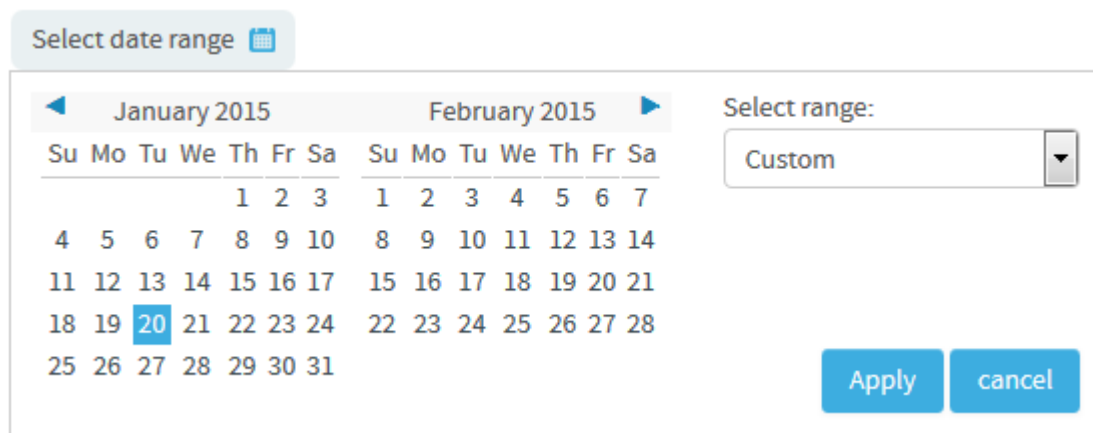 Select date range
January 2015 February 2015 Select range:
Su Mo Tu We Th Fr Sa Su Mo Tu We Th Fr Sa Custom
1 2 3 1 2 3 4 5 6 7
4 5 6 7 8 9 10 8 9 10 11 12 13 14
11 12 13 14 15 16 17 15 16 17 18 19 20 21
18 19 20 21 22 23 24 22 23 24 25 26 27 28
25 26 27 28 29 30 31
Apply cancel